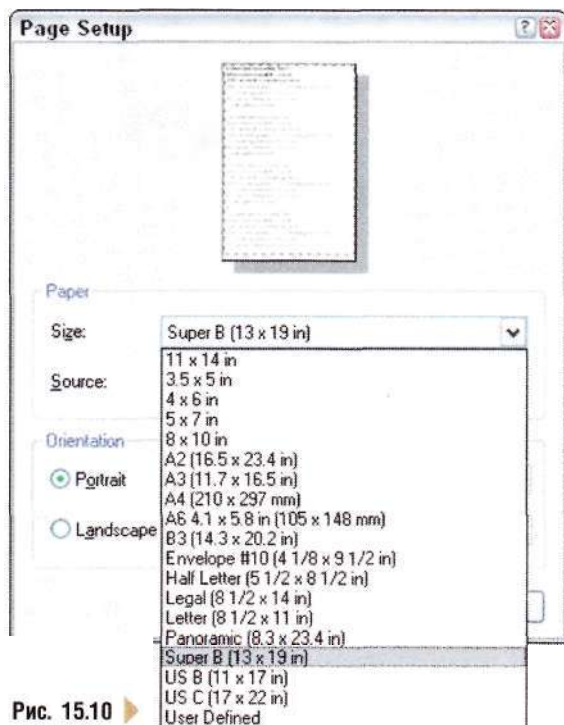 Page Setup
Paper
Size:
Super B (13 x 19 in)
Source:
11 x 14 in
3.5 x 5 in
4 x 6 in
5 x 7 in
8 x 10 in
A2 (16.5 x 23.4 in)
A3 (11.7 x 16.5 in)
A4 (210 x 297 mm)
A6 4.1 x 5.8 in (105 x 148 mm)
B3 (14.3 x 20.2 in)
Envelope #10 (4 1/8 x 9 1/2 in)
Half Letter (5 1/2 x 8 1/2 in)
Legal (8 1/2 x 14 in)
Letter (8 1/2 x 11 in)
Panoramic (8.3 x 23.4 in)
Super B (13 x 19 in)
US B (11 x 17 in)
US C (17 x 22 in)
User Defined
Orientation
Portrait
Landscape
Рис. 15.10